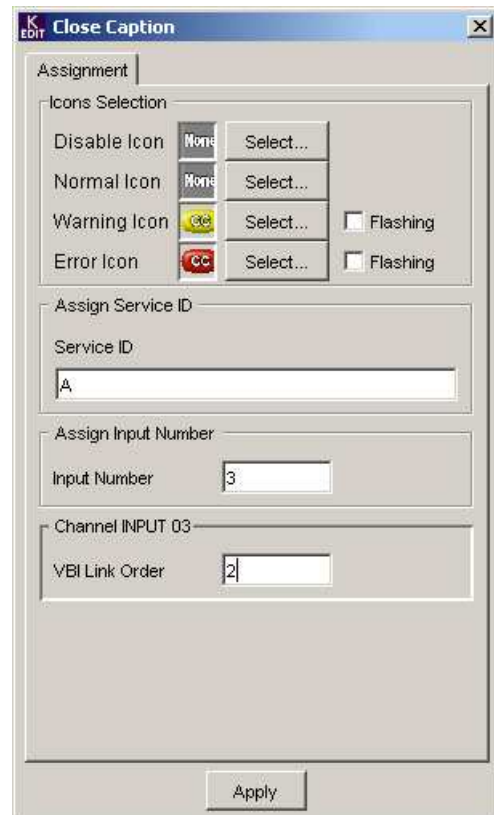 K EDIT Close Caption
Assignment
Icons Selection
Disable Icon None Select...
Normal Icon None Select...
Warning Icon CC Select... Flashing
Error Icon CC Select... Flashing
Assign Service ID
Service ID
A
Assign Input Number
Input Number 3
Channel INPUT 03
VBI Link Order 2
Apply